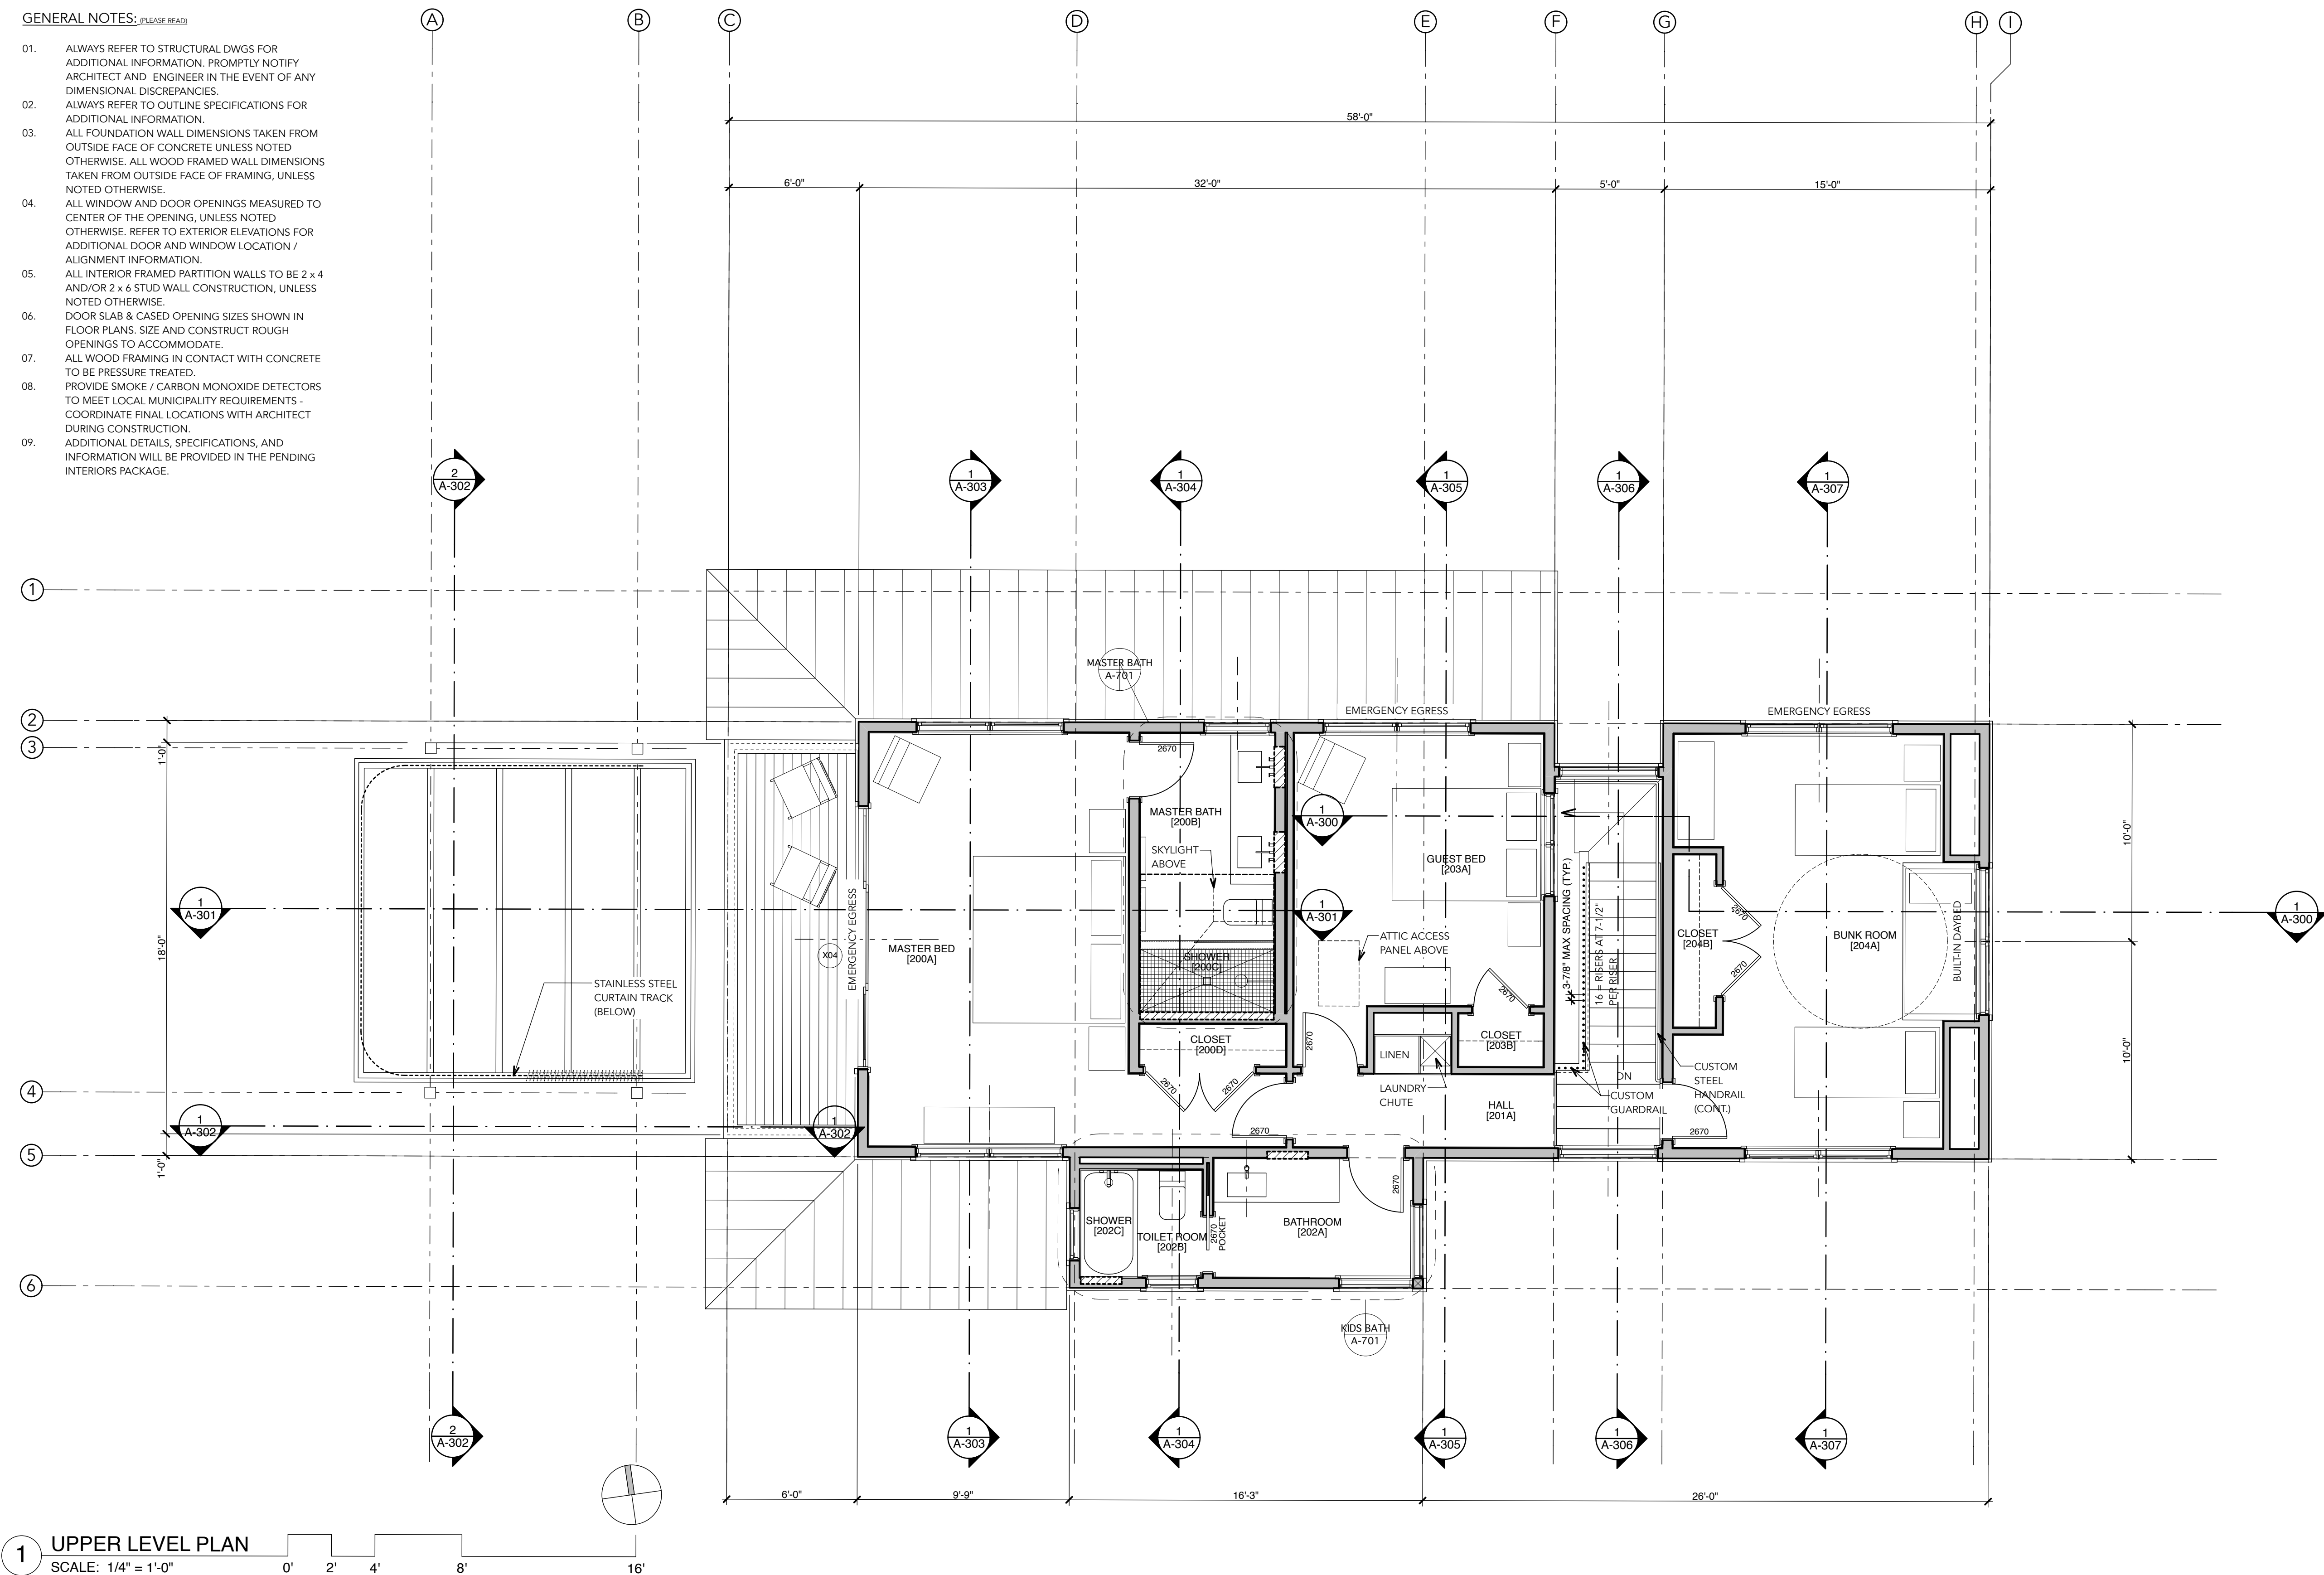 GENERAL NOTES: (PLEASE READ)
01. ALWAYS REFER TO STRUCTURAL DWGS FOR
ADDITIONAL INFORMATION. PROMPTLY NOTIFY
ARCHITECT AND ENGINEER IN THE EVENT OF ANY
DIMENSIONAL DISCREPANCIES.
02. ALWAYS REFER TO OUTLINE SPECIFICATIONS FOR
ADDITIONAL INFORMATION.
03. ALL FOUNDATION WALL DIMENSIONS TAKEN FROM
OUTSIDE FACE OF CONCRETE UNLESS NOTED
OTHERWISE. ALL WOOD FRAMED WALL DIMENSIONS
TAKEN FROM OUTSIDE FACE OF FRAMING, UNLESS
NOTED OTHERWISE.
04. ALL WINDOW AND DOOR OPENINGS MEASURED TO
CENTER OF THE OPENING, UNLESS NOTED
OTHERWISE. REFER TO EXTERIOR ELEVATIONS FOR
ADDITIONAL DOOR AND WINDOW LOCATION /
ALIGNMENT INFORMATION.
05. ALL INTERIOR FRAMED PARTITION WALLS TO BE 2 x 4
AND/OR 2 x 6 STUD WALL CONSTRUCTION, UNLESS
NOTED OTHERWISE.
06. DOOR SLAB & CASED OPENING SIZES SHOWN IN
FLOOR PLANS. SIZE AND CONSTRUCT ROUGH
OPENINGS TO ACCOMMODATE.
07. ALL WOOD FRAMING IN CONTACT WITH CONCRETE
TO BE PRESSURE TREATED.
08. PROVIDE SMOKE / CARBON MONOXIDE DETECTORS
TO MEET LOCAL MUNICIPALITY REQUIREMENTS -
COORDINATE FINAL LOCATIONS WITH ARCHITECT
DURING CONSTRUCTION.
09. ADDITIONAL DETAILS, SPECIFICATIONS, AND
INFORMATION WILL BE PROVIDED IN THE PENDING
INTERIORS PACKAGE.
A B C D E F G H I
58'-0"
6'-0" 32'-0" 5'-0" 15'-0"
2
A-302
1
A-303
1
A-304
1
A-305
1
A-306
1
A-307
1
2
3
4
5
6
MASTER BATH
A-701
EMERGENCY EGRESS
EMERGENCY EGRESS
1'-0"
18'-0"
1'-0"
1
A-301
1
A-302
STAINLESS STEEL
CURTAIN TRACK
(BELOW)
X04
EMERGENCY EGRESS
1
A-302
MASTER BED
[200A]
2670
MASTER BATH
[200B]
SKYLIGHT
ABOVE
SHOWER
[200C]
CLOSET
[200D]
2670
2670
2670
1
A-300
1
A-301
GUEST BED
[203A]
ATTIC ACCESS
PANEL ABOVE
2670
2670
CLOSET
[203B]
LINEN
LAUNDRY
CHUTE
HALL
[201A]
3-7/8" MAX SPACING (TYP.)
16 = RISERS AT 7-1/2"
PER RISER
DN
CUSTOM
GUARDRAIL
CUSTOM
STEEL
HANDRAIL
(CONT.)
2670
CLOSET
[204B]
2670
2670
BUNK ROOM
[204A]
BUILT-IN DAYBED
10'-0"
10'-0"
1
A-300
SHOWER
[202C]
TOILET ROOM
[202B]
2670
POCKET
BATHROOM
[202A]
2670
KIDS BATH
A-701
2
A-302
1
A-303
1
A-304
1
A-305
1
A-306
1
A-307
6'-0" 9'-9" 16'-3" 26'-0"
1 UPPER LEVEL PLAN
SCALE: 1/4" = 1'-0"
0' 2' 4' 8' 16'